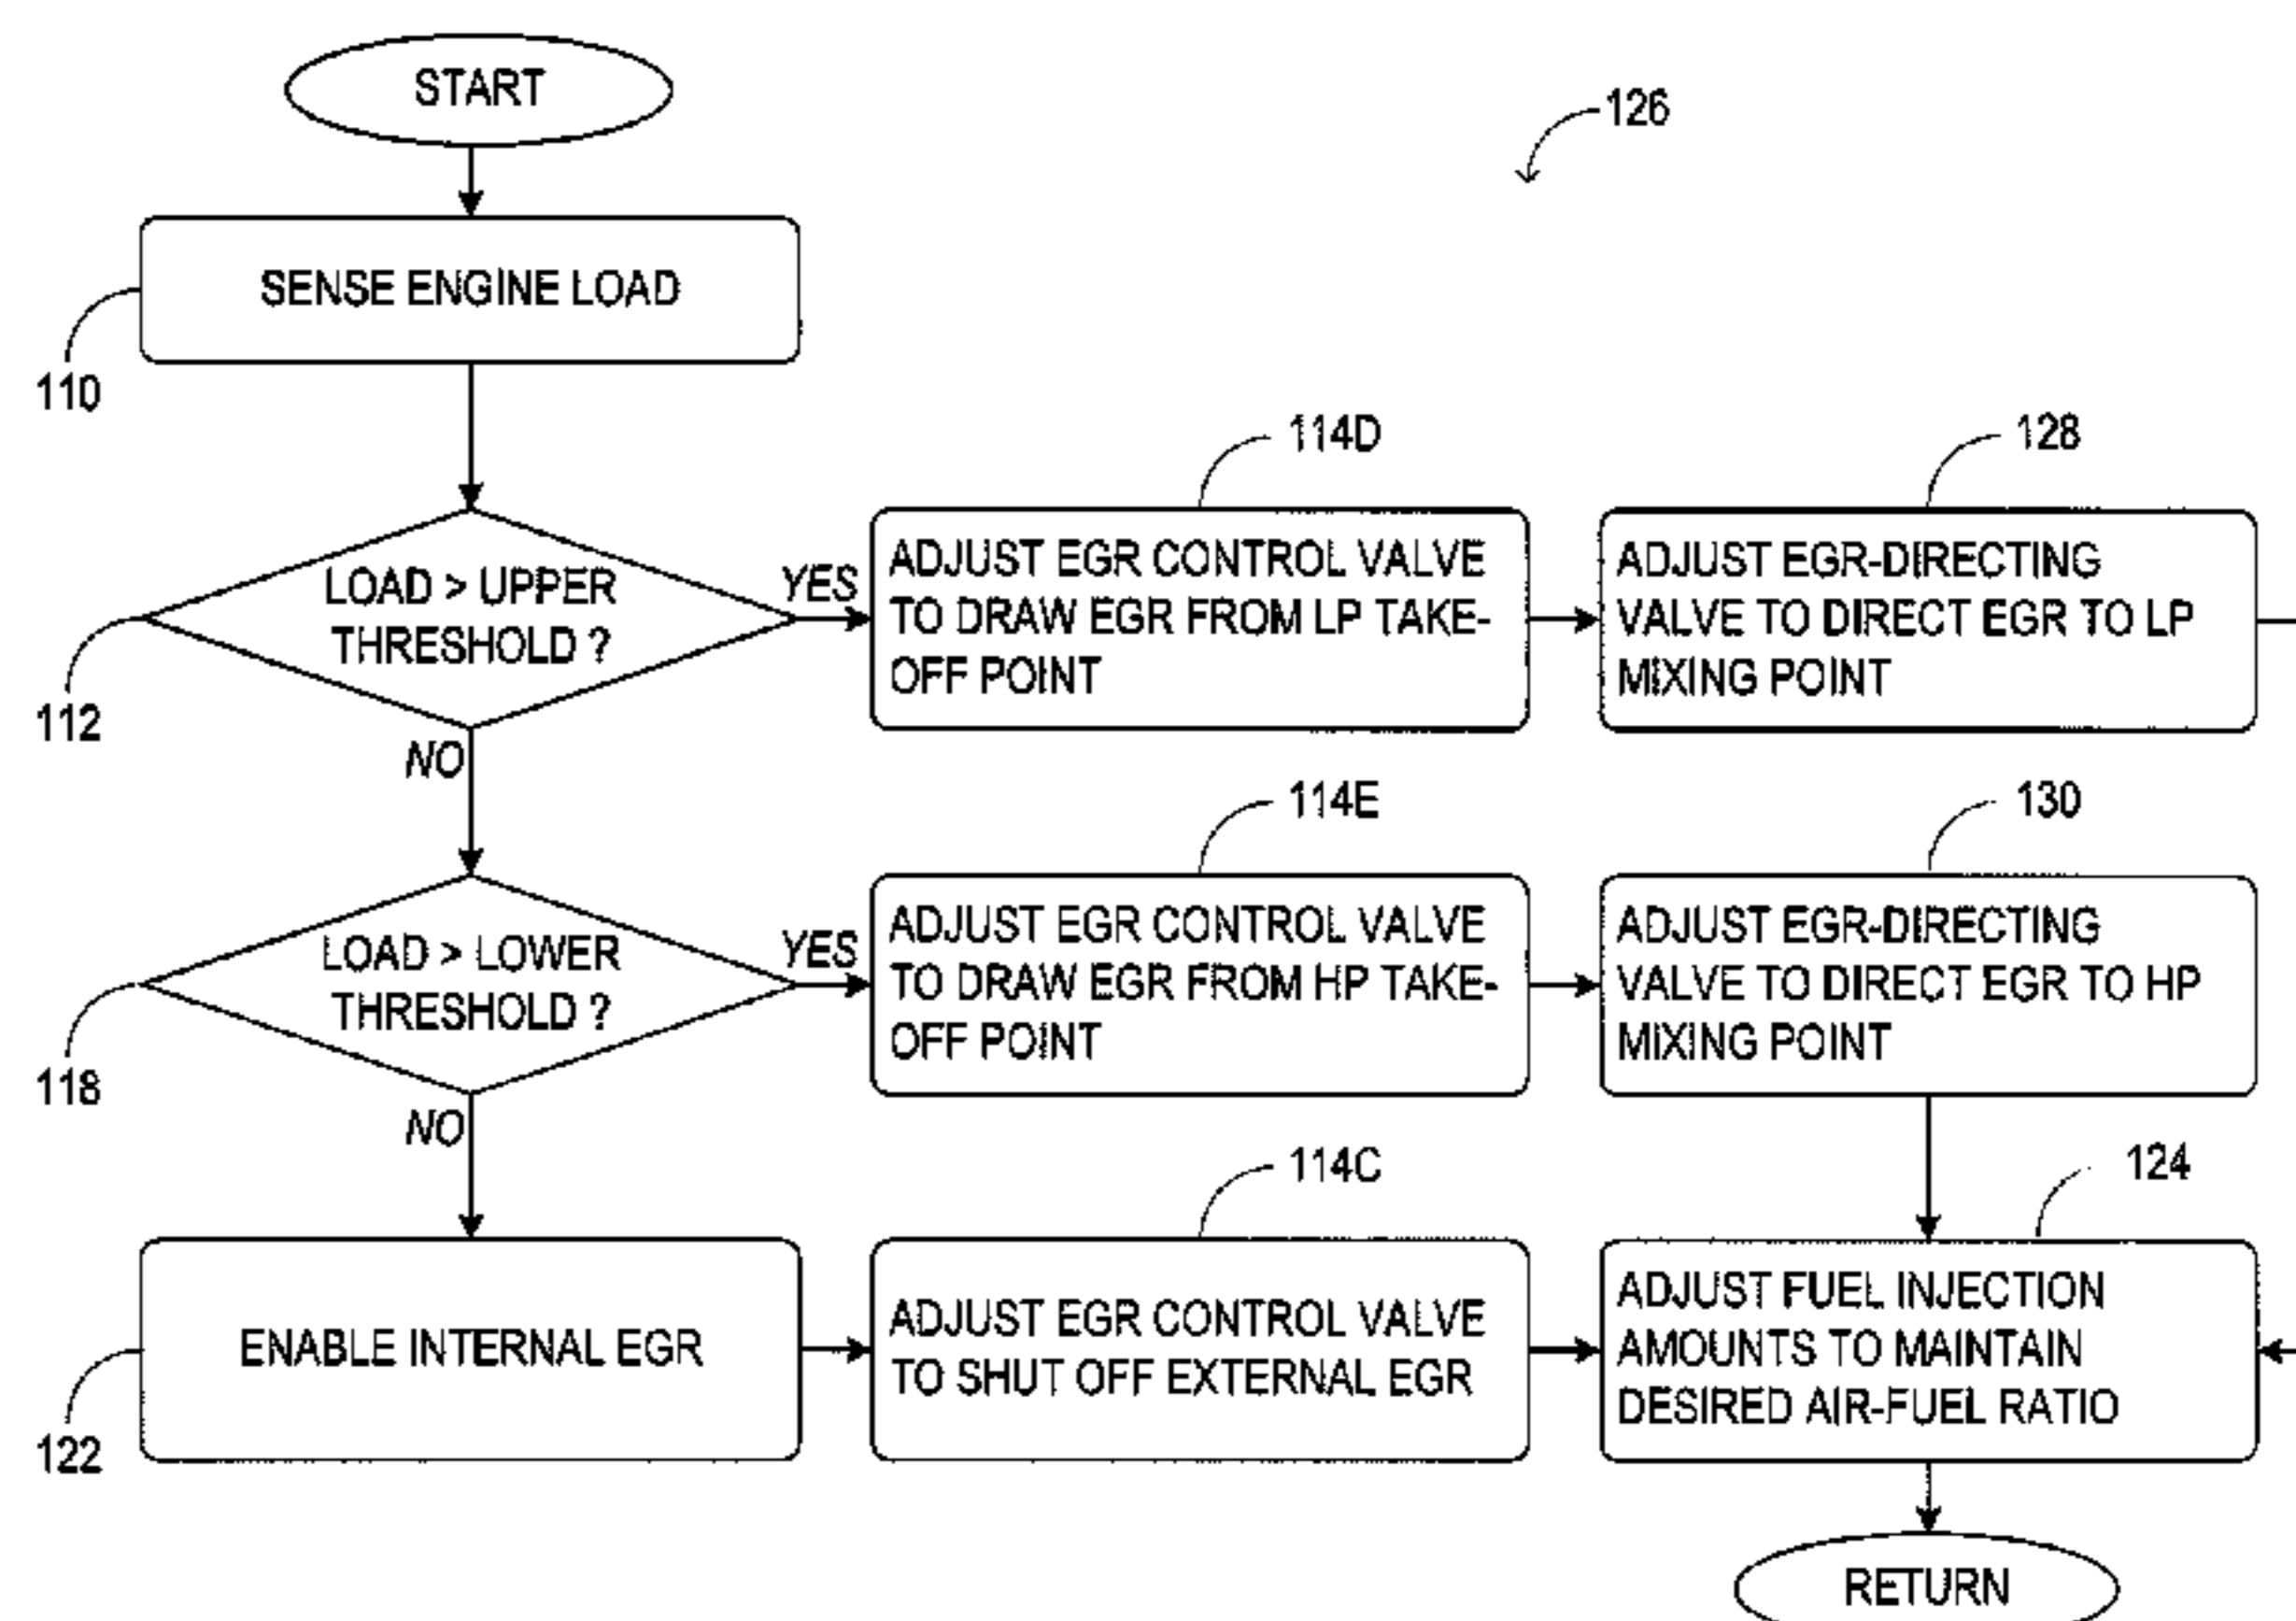 START
126
SENSE ENGINE LOAD
110
114D
128
LOAD > UPPER
THRESHOLD ?
YES
ADJUST EGR CONTROL VALVE
TO DRAW EGR FROM LP TAKE-
OFF POINT
ADJUST EGR-DIRECTING
VALVE TO DIRECT EGR TO LP
MIXING POINT
112
NO
114E
130
LOAD > LOWER
THRESHOLD ?
YES
ADJUST EGR CONTROL VALVE
TO DRAW EGR FROM HP TAKE-
OFF POINT
ADJUST EGR-DIRECTING
VALVE TO DIRECT EGR TO HP
MIXING POINT
118
NO
114C
124
ENABLE INTERNAL EGR
ADJUST EGR CONTROL VALVE
TO SHUT OFF EXTERNAL EGR
ADJUST FUEL INJECTION
AMOUNTS TO MAINTAIN
DESIRED AIR-FUEL RATIO
122
RETURN